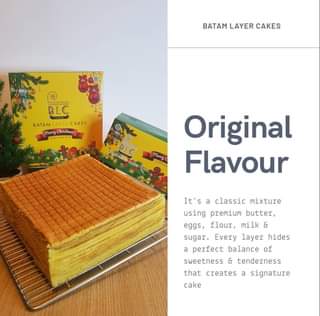 BATAM LAYER CAKES
Original
Flavour
It's a classic mixture
using premium butter,
eggs, flour, milk &
sugar. Every layer hides
a perfect balance of
sweetness & tenderness
that creates a signature
cake
BLC
BATAM LAYER CAKES
Merry Christmas
BLC